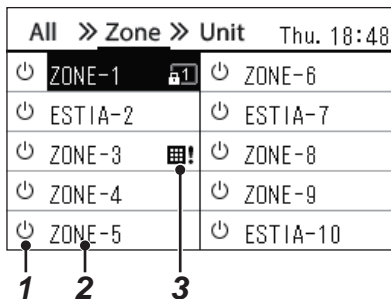 All » Zone » Unit Thu. 18:48
ZONE-1 1 ZONE-6
ESTIA-2 ESTIA-7
ZONE-3 ! ZONE-8
ZONE-4 ZONE-9
ZONE-5 ESTIA-10
1 2 3